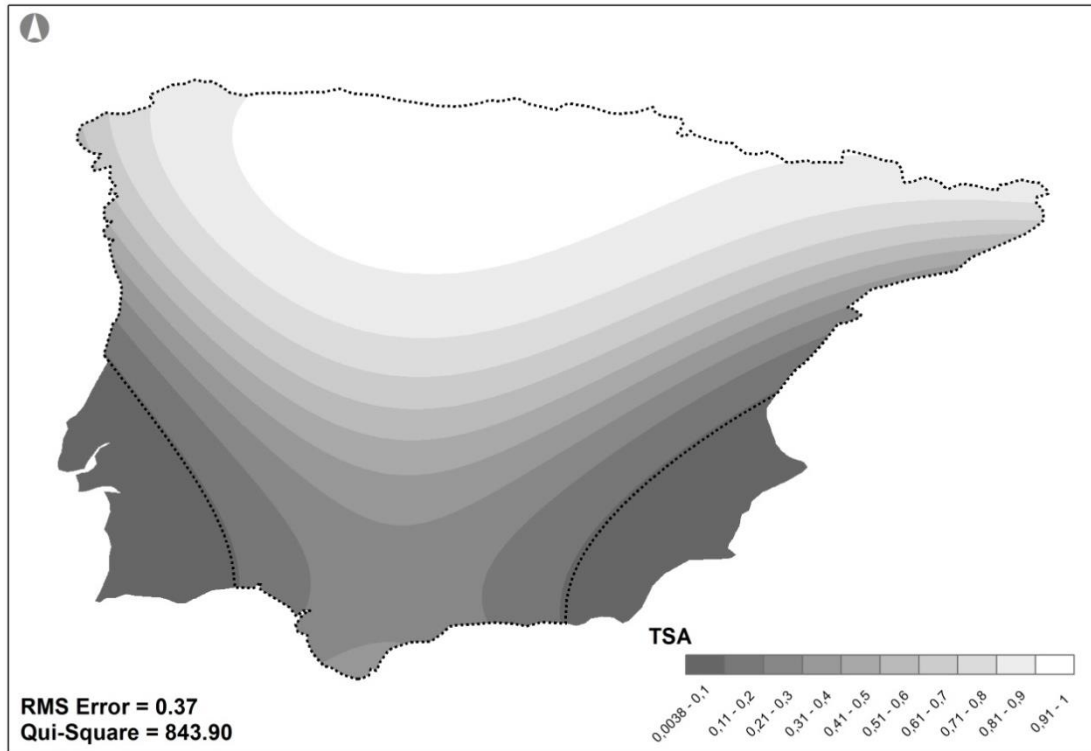 TSA
0,0038 - 0,1
0,11 - 0,2
0,21 - 0,3
0,31 - 0,4
0,41 - 0,5
0,51 - 0,6
0,61 - 0,7
0,71 - 0,8
0,81 - 0,9
0,91 - 1
RMS Error = 0.37
Qui-Square = 843.90